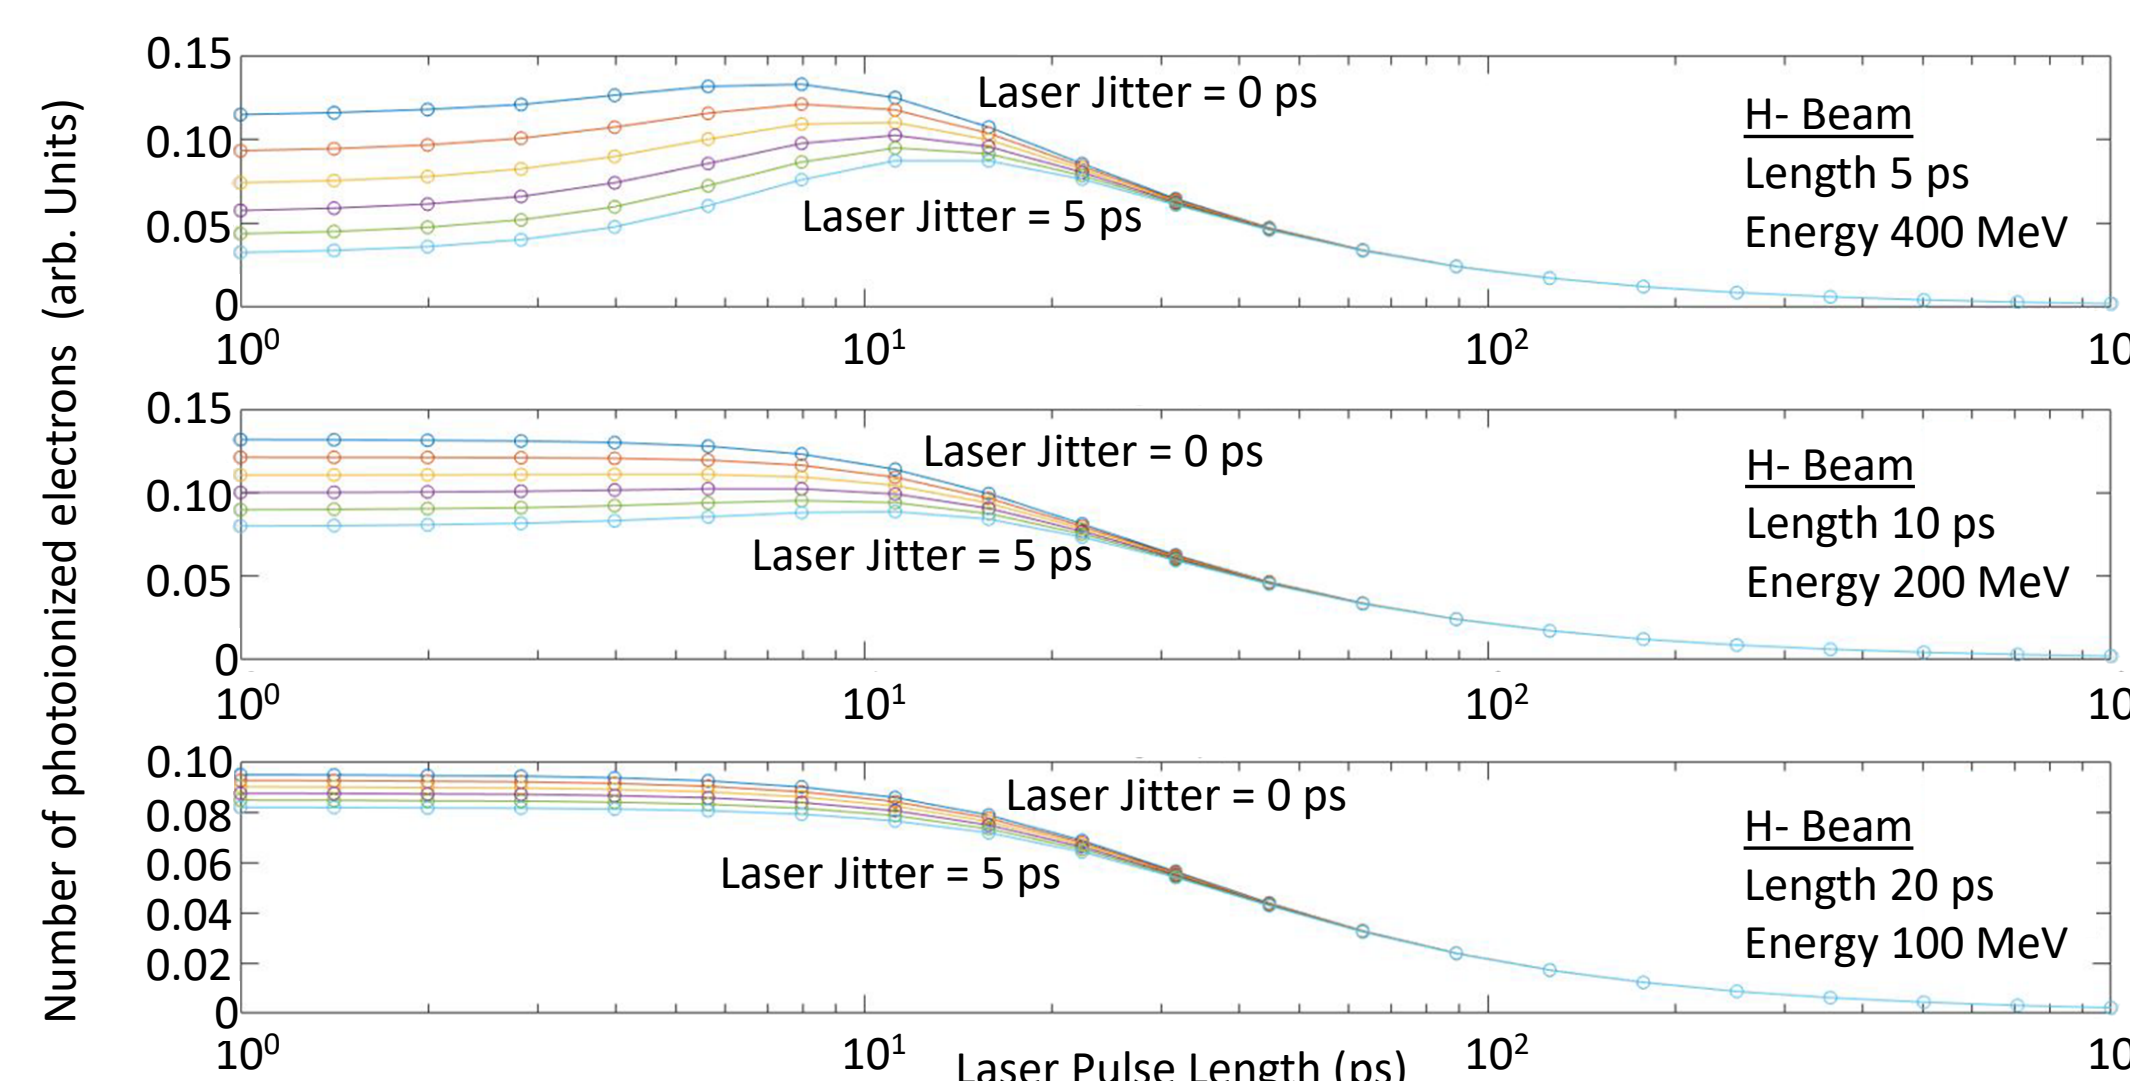 Number of photoionized electrons (arb. Units)
0.15
0.10
0.05
0
10⁰
10¹
10²
10
Laser Jitter = 0 ps
Laser Jitter = 5 ps
H- Beam
Length 5 ps
Energy 400 MeV
0.15
0.10
0.05
0
10⁰
10¹
10²
10
Laser Jitter = 0 ps
Laser Jitter = 5 ps
H- Beam
Length 10 ps
Energy 200 MeV
0.10
0.08
0.06
0.04
0.02
0
10⁰
10¹
10²
10
Laser Jitter = 0 ps
Laser Jitter = 5 ps
H- Beam
Length 20 ps
Energy 100 MeV
Laser Pulse Length (ps)